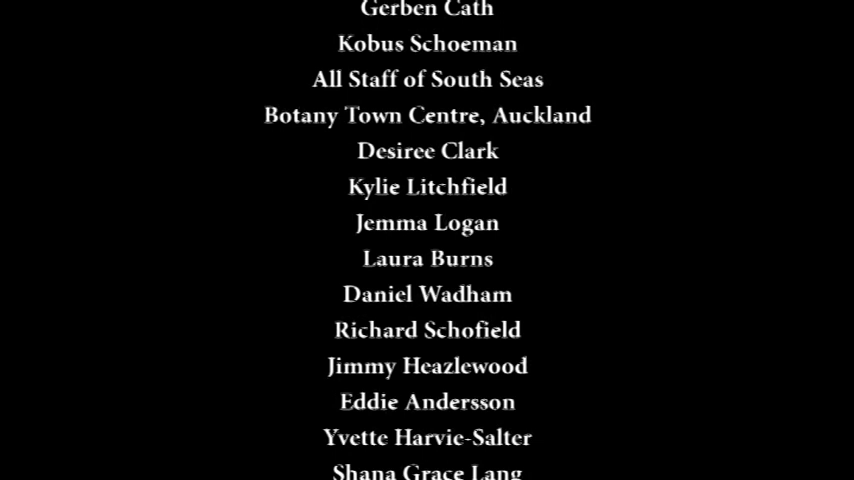 Gerben Cath
Kobus Schoeman
All Staff of South Seas
Botany Town Centre, Auckland
Desiree Clark
Kylie Litchfield
Jemma Logan
Laura Burns
Daniel Wadham
Richard Schofield
Jimmy Heazlewood
Eddie Andersson
Yvette Harvie-Salter
Shana Grace Lang